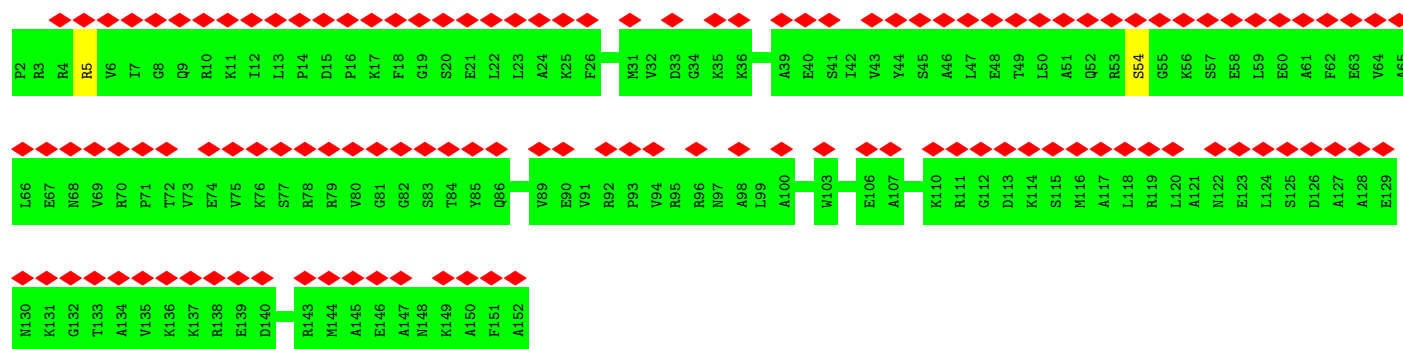 P2 R3 R4 R5 V6 I7 G8 Q9 R10 K11 I12 L13 P14 D15 P16 K17 F18 G19 S20 E21 L22 L23 A24 K25 F26 M31 V32 D33 G34 K35 K36 A39 E40 S41 I42 V43 Y44 S45 A46 L47 E48 T49 L50 A51 Q52 R53 S54 G55 K56 S57 E58 L59 E60 A61 F62 E63 V64 A65
L66 E67 N68 V69 R70 P71 T72 V73 E74 V75 K76 S77 R78 R79 V80 G81 G82 S83 T84 Y85 Q86 V89 E90 V91 R92 P93 V94 R95 R96 N97 A98 L99 A100 W103 E106 A107 K110 R111 G112 D113 K114 S115 M116 A117 L118 R119 L120 A121 N122 E123 L124 S125 D126 A127 A128 E129
N130 K131 G132 T133 A134 V135 K136 K137 R138 E139 D140 R143 M144 A145 E146 A147 N148 K149 A150 F151 A152